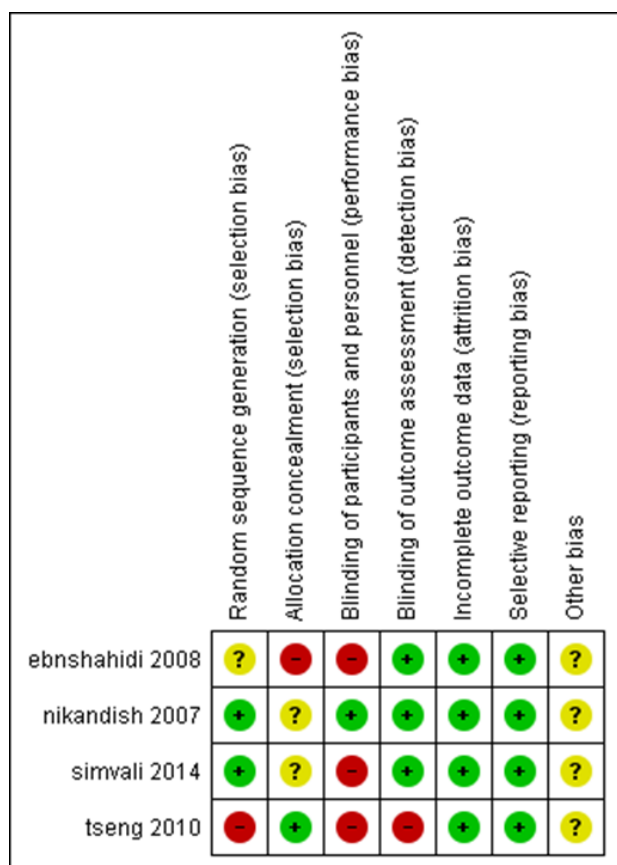 Random sequence generation (selection bias)
Allocation concealment (selection bias)
Blinding of participants and personnel (performance bias)
Blinding of outcome assessment (detection bias)
Incomplete outcome data (attrition bias)
Selective reporting (reporting bias)
Other bias
ebnshahidi 2008 ? - - + + + ?
nikandish 2007 + ? + + + + ?
simvali 2014 + ? - + + + ?
tseng 2010 - + - - + + ?